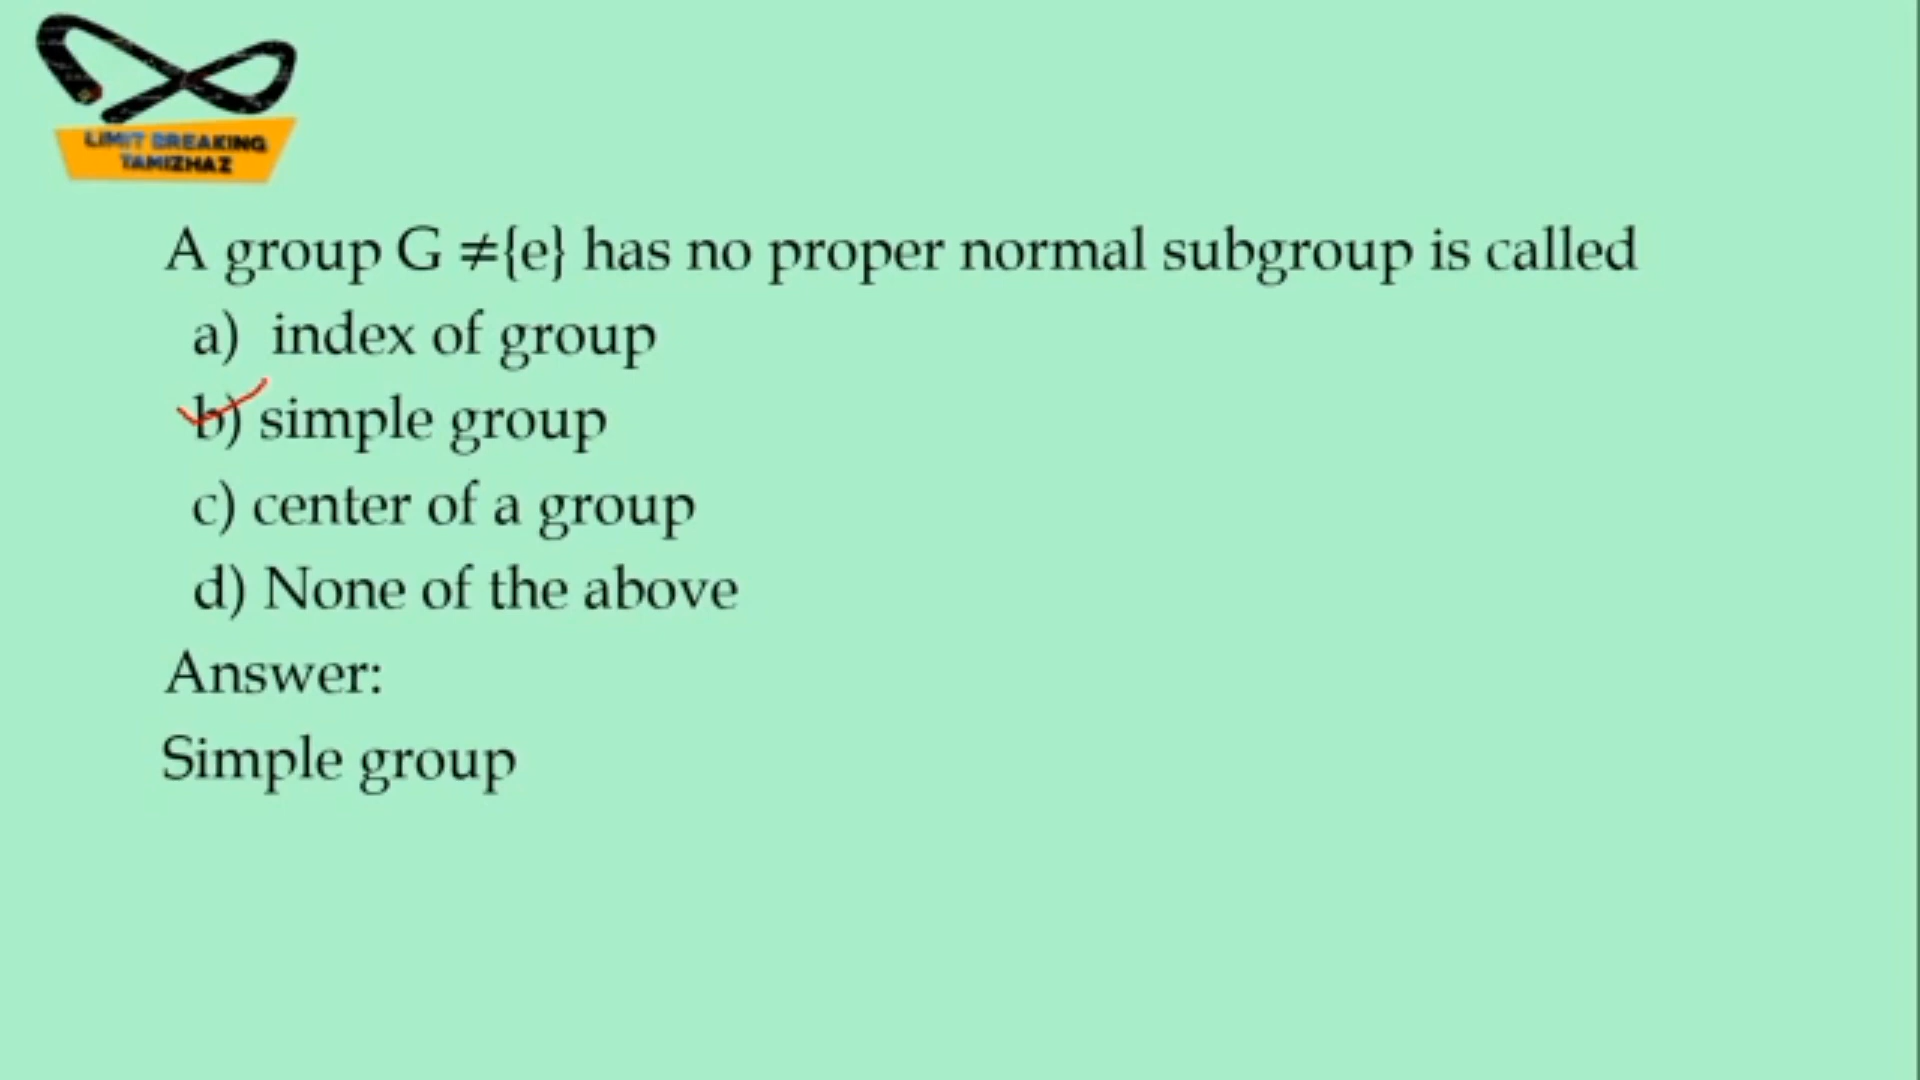 LIMIT BREAKING
TAMIZHAZ
A group G ≠{e} has no proper normal subgroup is called
a) index of group
b) simple group
c) center of a group
d) None of the above
Answer:
Simple group